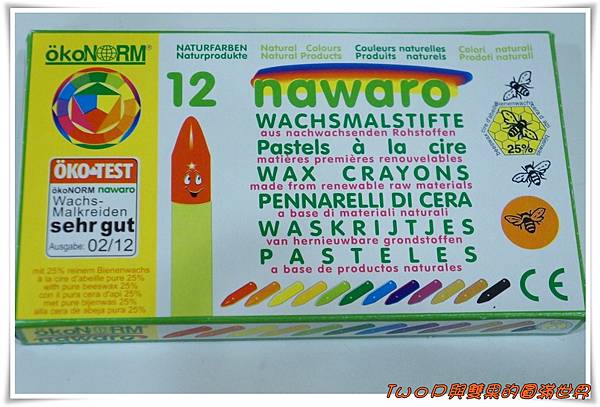 ökoNORM®
NATURFARBEN
Naturprodukte
Natural Colours
Natural Products
Couleurs naturelles
Produits naturels
Colori naturali
Prodotti naturali
12 nawaro
WACHSMALSTIFTE
aus nachwachsenden Rohstoffen
Pastels à la cire
matières premières renouvelables
WAX CRAYONS
made from renewable raw materials
PENNARELLI DI CERA
a base di materiali naturali
WASKRIJTJES
van hernieuwbare grondstoffen
PASTELES
a base de productos naturales
25%
CE
ÖKO-TEST
ökoNORM nawaro
Wachs-
Malkreiden
sehr gut
Ausgabe: 02/12
mit 25% reinem Bienenwachs
à la cire d'abeille pure 25%
with pure beeswax 25%
con il pura cera d'api 25%
met pure bijenwas 25%
alla cera de abeja pura 25%
ökoNORM
nawaro
TwoP與雙果的圓滿世界